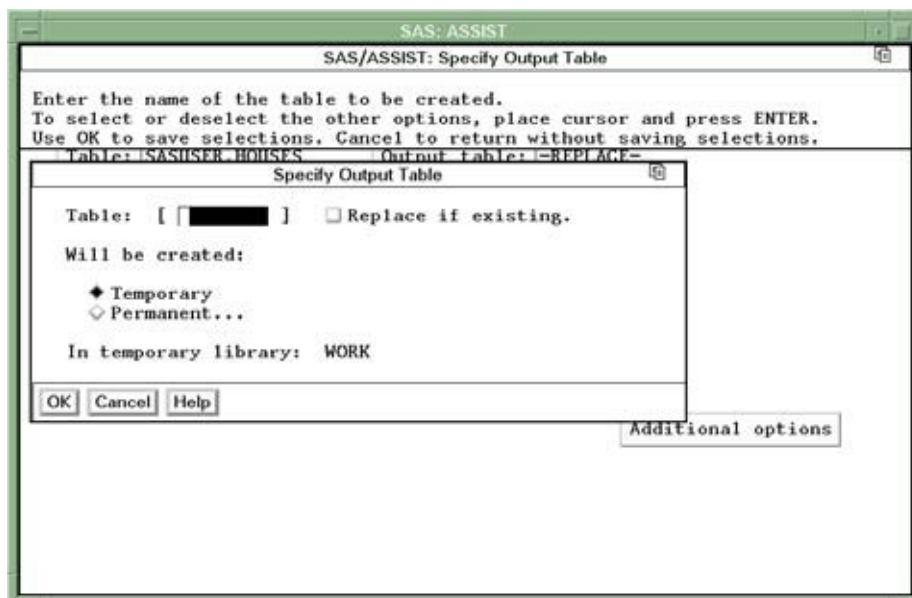 SAS: ASSIST
SAS/ASSIST: Specify Output Table
Enter the name of the table to be created.
To select or deselect the other options, place cursor and press ENTER.
Use OK to save selections. Cancel to return without saving selections.
Table: SASUSER.HOUSES Output table: -REPLACE-
Specify Output Table
Table: [ ] Replace if existing.
Will be created:
Temporary
Permanent...
In temporary library: WORK
OK Cancel Help
Additional options